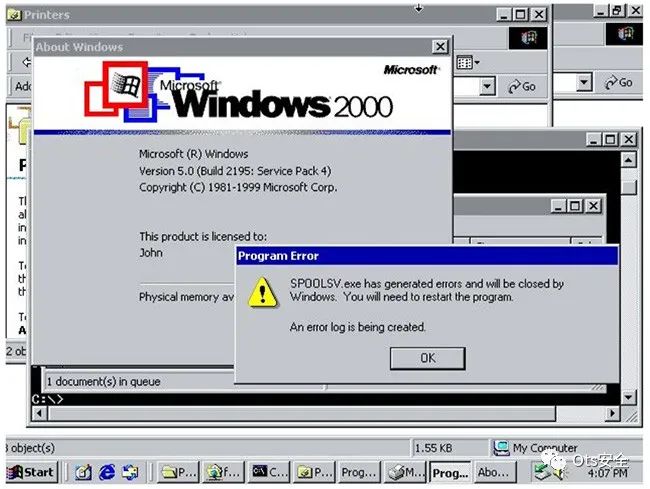 Printers
Go
Go
About Windows
Microsoft
Microsoft
Windows 2000
Microsoft (R) Windows
Version 5.0 (Build 2195: Service Pack 4)
Copyright (C) 1981-1999 Microsoft Corp.
This product is licensed to:
John
Physical memory av
Program Error
SPOOLSV.exe has generated errors and will be closed by
Windows. You will need to restart the program.
An error log is being created.
OK
1 document(s) in queue
C:\>
object(s)
1.55 KB
My Computer
Start
P...
f...
C...
P...
Prog...
M...
Prog...
Abo...
4:07 PM
Ots安全